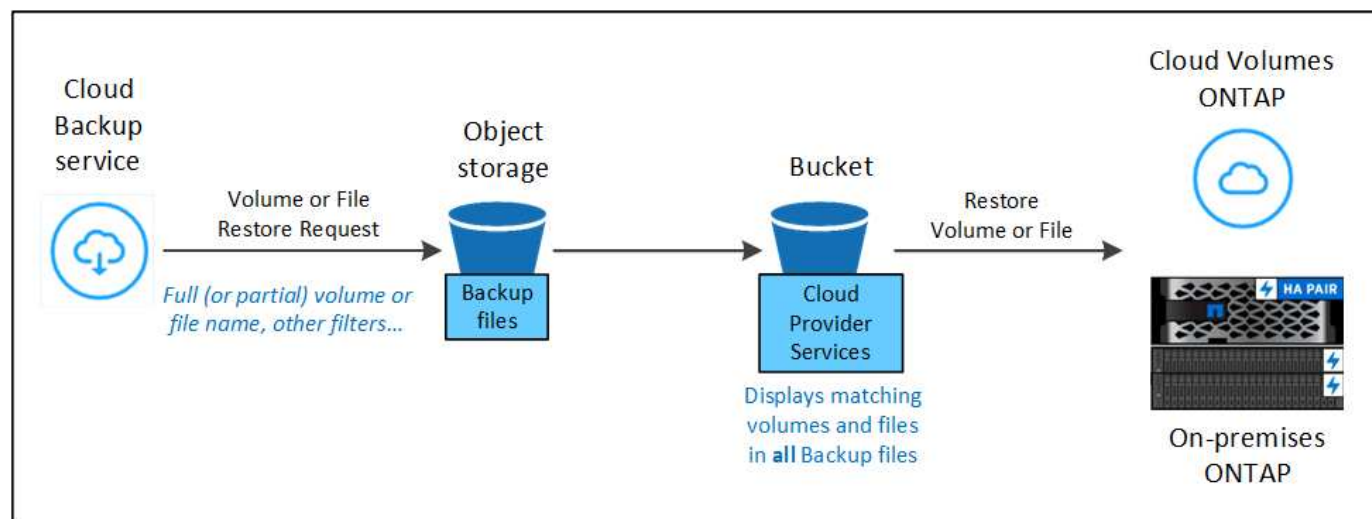 Cloud
Backup
service
Volume or File
Restore Request
Full (or partial) volume or
file name, other filters...
Object
storage
Backup
files
Bucket
Cloud
Provider
Services
Displays matching
volumes and files
in all Backup files
Restore
Volume or File
Cloud Volumes
ONTAP
HA PAIR
On-premises
ONTAP